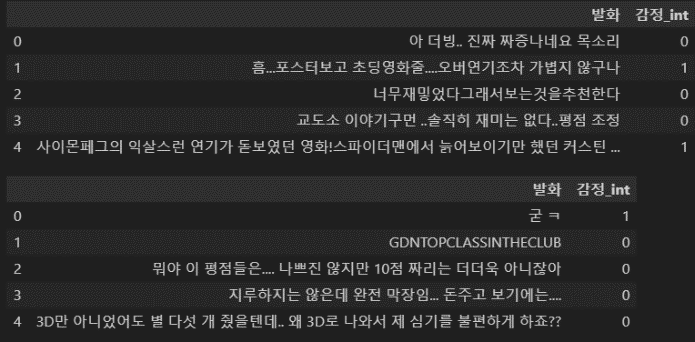 발화 감정_int
0 아 더빙.. 진짜 짜증나네요 목소리 0
1 흠...포스터보고 초딩영화줄....오버연기조차 가볍지 않구나 1
2 너무재밓었다그래서보는것을추천한다 0
3 교도소 이야기구먼 ..솔직히 재미는 없다..평점 조정 0
4 사이몬페그의 익살스런 연기가 돋보였던 영화!스파이더맨에서 늙어보이기만 했던 커스틴 ... 1
발화 감정_int
0 굳 ㅋ 1
1 GDNTOPCLASSINTHECLUB 0
2 뭐야 이 평점들은.... 나쁘진 않지만 10점 짜리는 더더욱 아니잖아 0
3 지루하지는 않은데 완전 막장임... 돈주고 보기에는.... 0
4 3D만 아니었어도 별 다섯 개 줬을텐데.. 왜 3D로 나와서 제 심기를 불편하게 하죠?? 0